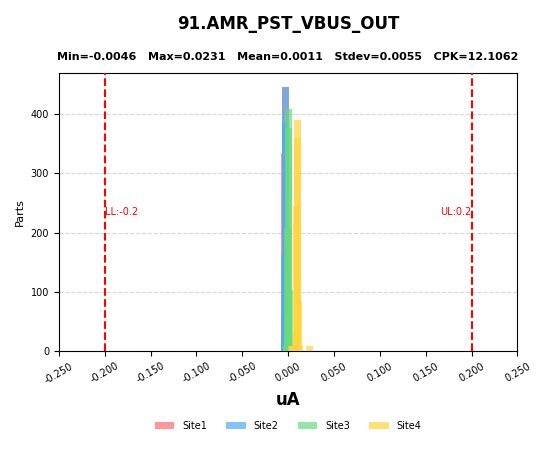 91.AMR_PST_VBUS_OUT
Min=-0.0046 Max=0.0231 Mean=0.0011 Stdev=0.0055 CPK=12.1062
Parts
400
300
200
100
0
LL:-0.2
UL:0.2
-0.250 -0.200 -0.150 -0.100 -0.050 0.000 0.050 0.100 0.150 0.200 0.250
uA
Site1 Site2 Site3 Site4